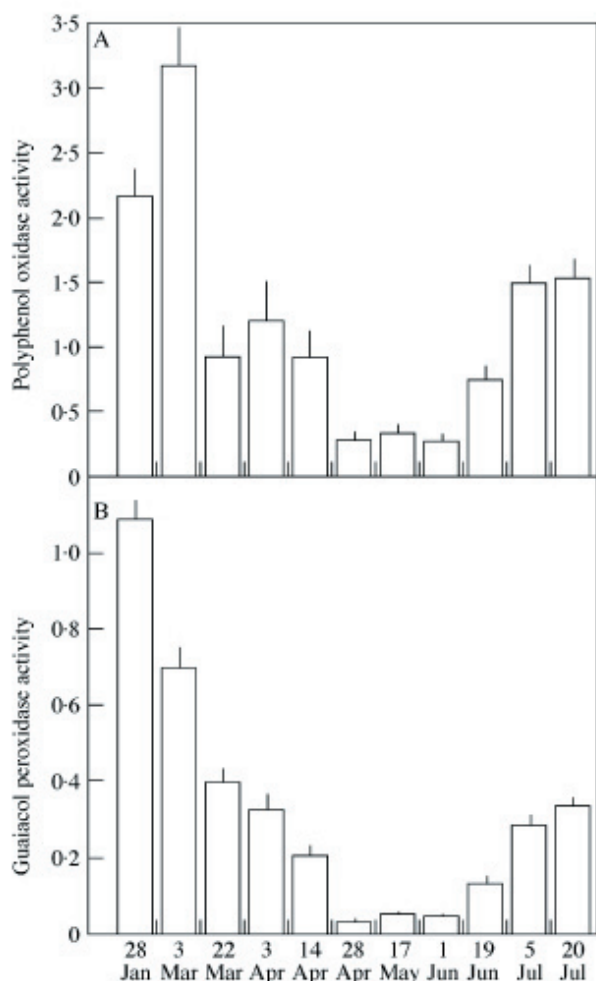 A
Polyphenol oxidase activity
3·5
3·0
2·5
2·0
1·5
1·0
0·5
0
B
Guaiacol peroxidase activity
1·0
0·8
0·6
0·4
0·2
0
28 3 22 3 14 28 17 1 19 5 20
Jan Mar Mar Apr Apr Apr May Jun Jun Jul Jul